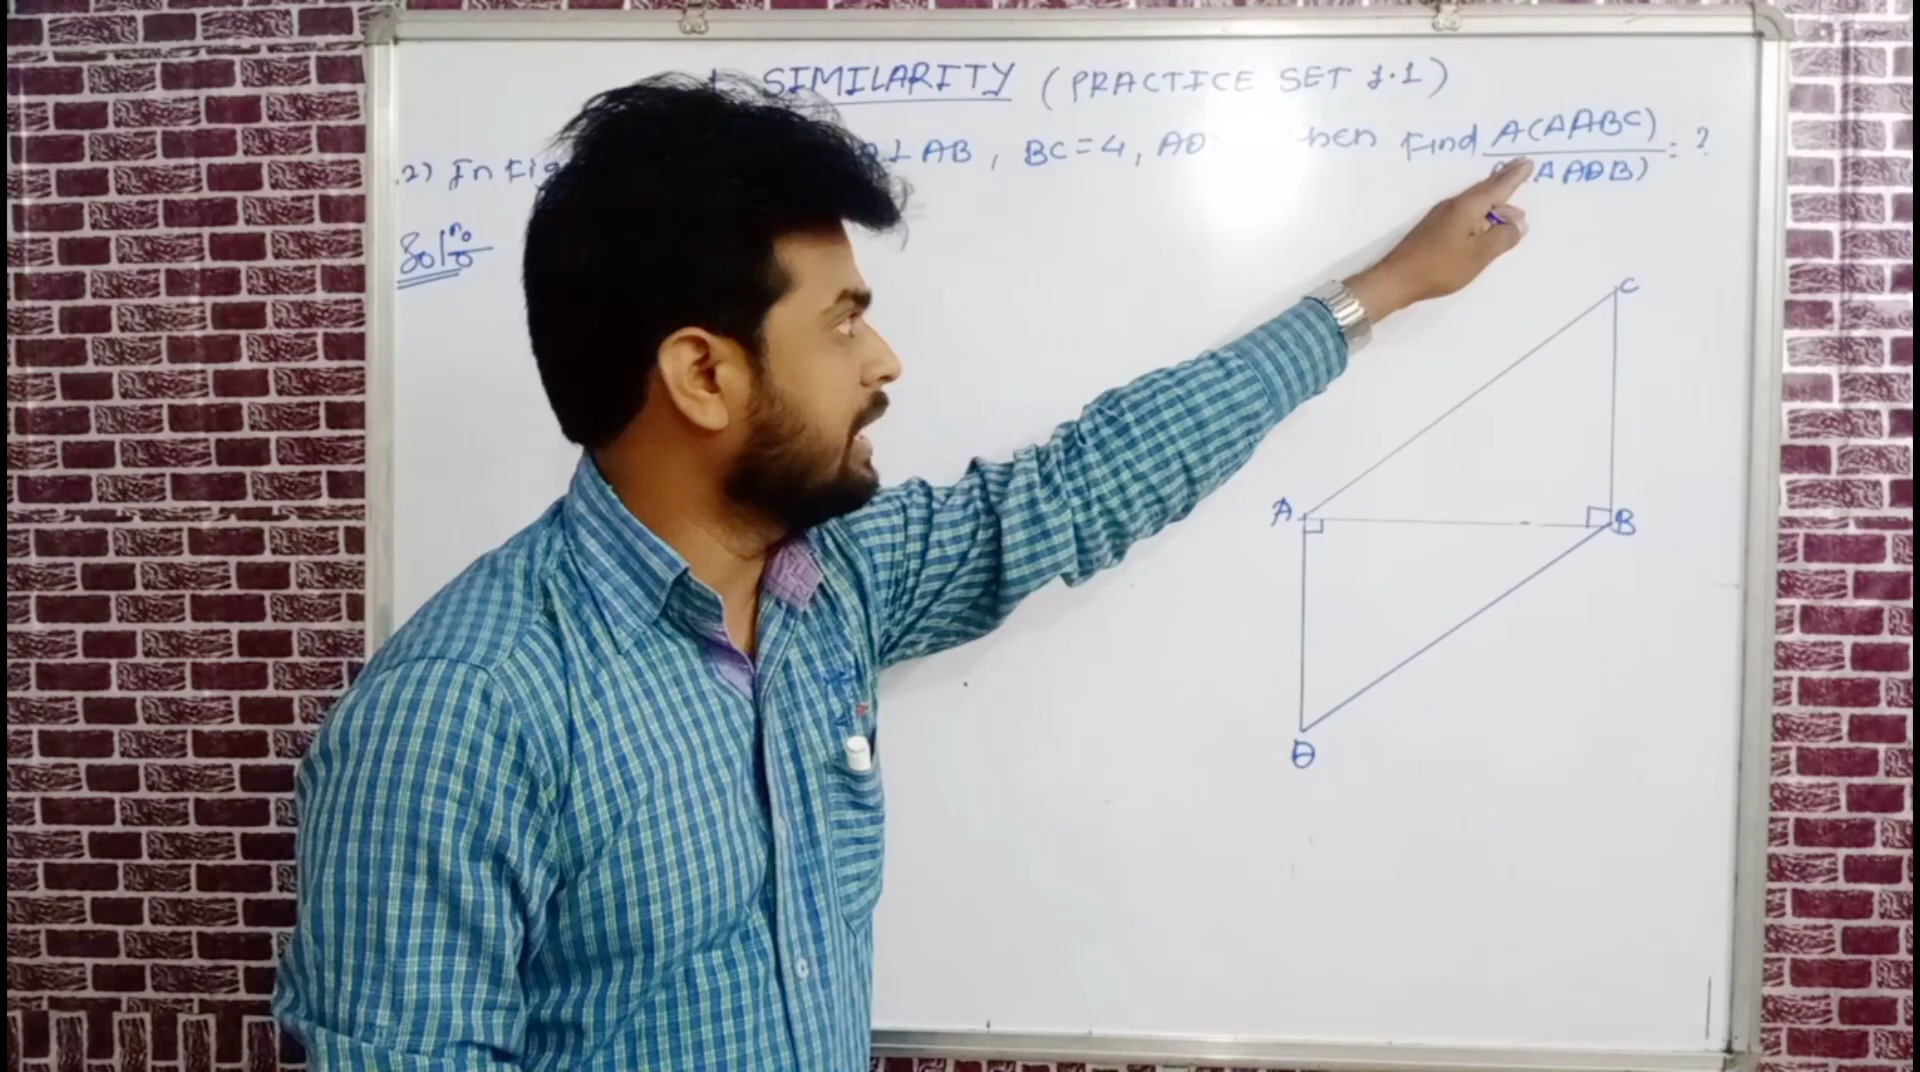 SIMILARITY (PRACTICE SET 1.1)
.2) In Fig ⊥ AB, BC=4, AD then Find A(ΔABC) = ?
(ΔADB)
Solⁿ
C
A
B
D